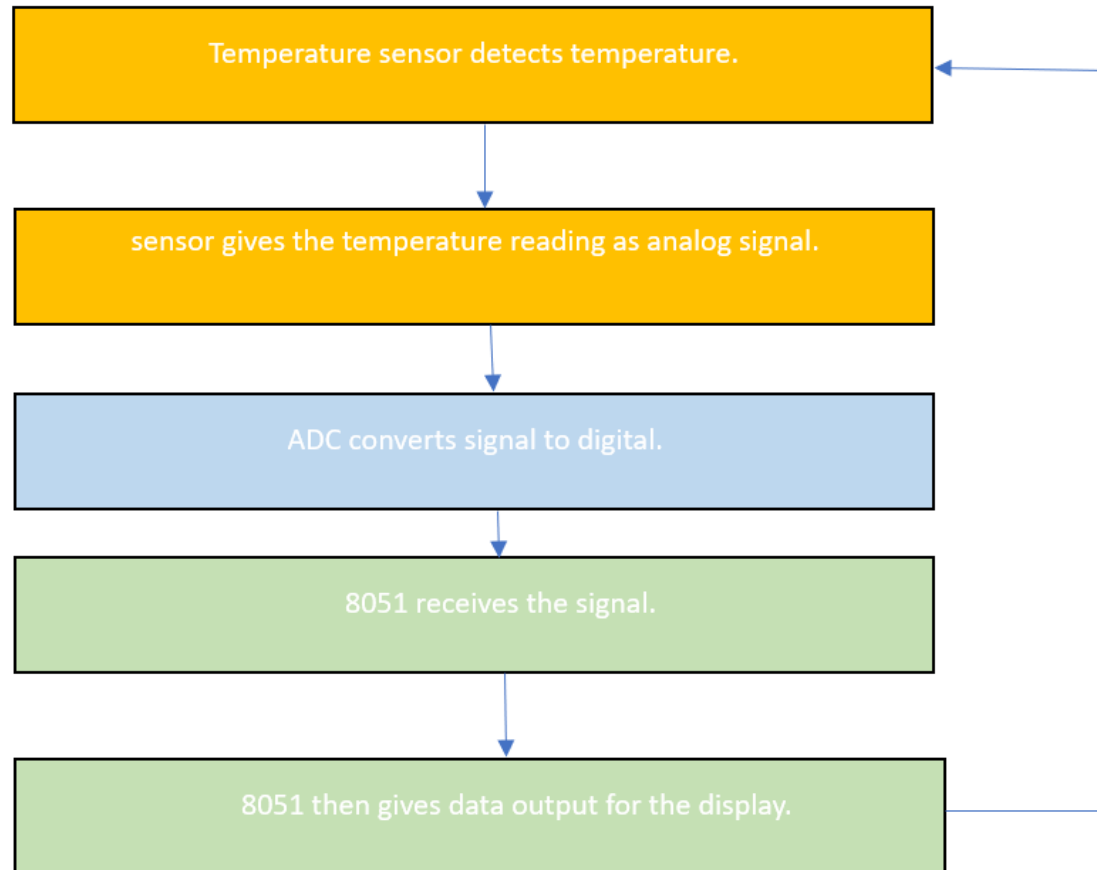 Temperature sensor detects temperature.
sensor gives the temperature reading as analog signal.
ADC converts signal to digital.
8051 receives the signal.
8051 then gives data output for the display.